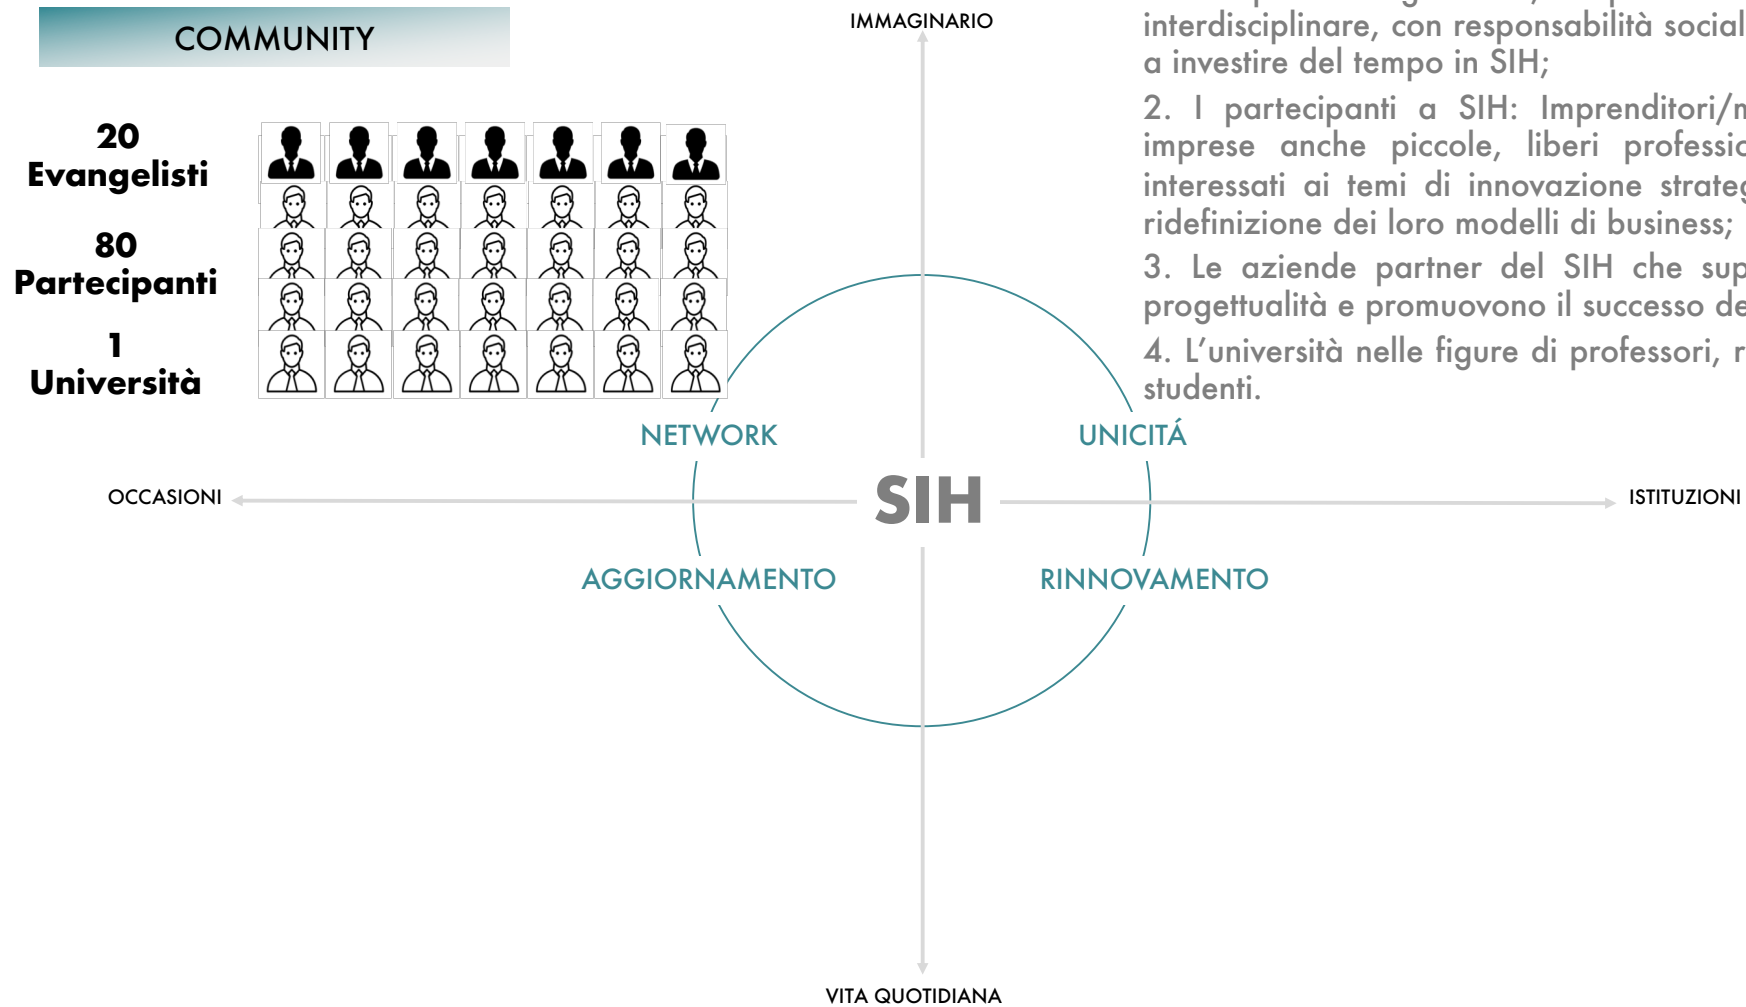 COMMUNITY
20
Evangelisti
80
Partecipanti
1
Università
IMMAGINARIO
interdisciplinare, con responsabilità social
a investire del tempo in SIH;
2. I partecipanti a SIH: Imprenditori/m
imprese anche piccole, liberi professio
interessati ai temi di innovazione strateg
ridefinizione dei loro modelli di business;
3. Le aziende partner del SIH che sup
progettualità e promuovono il successo de
4. L’università nelle figure di professori, r
studenti.
NETWORK
UNICITÁ
OCCASIONI
SIH
ISTITUZIONI
AGGIORNAMENTO
RINNOVAMENTO
VITA QUOTIDIANA